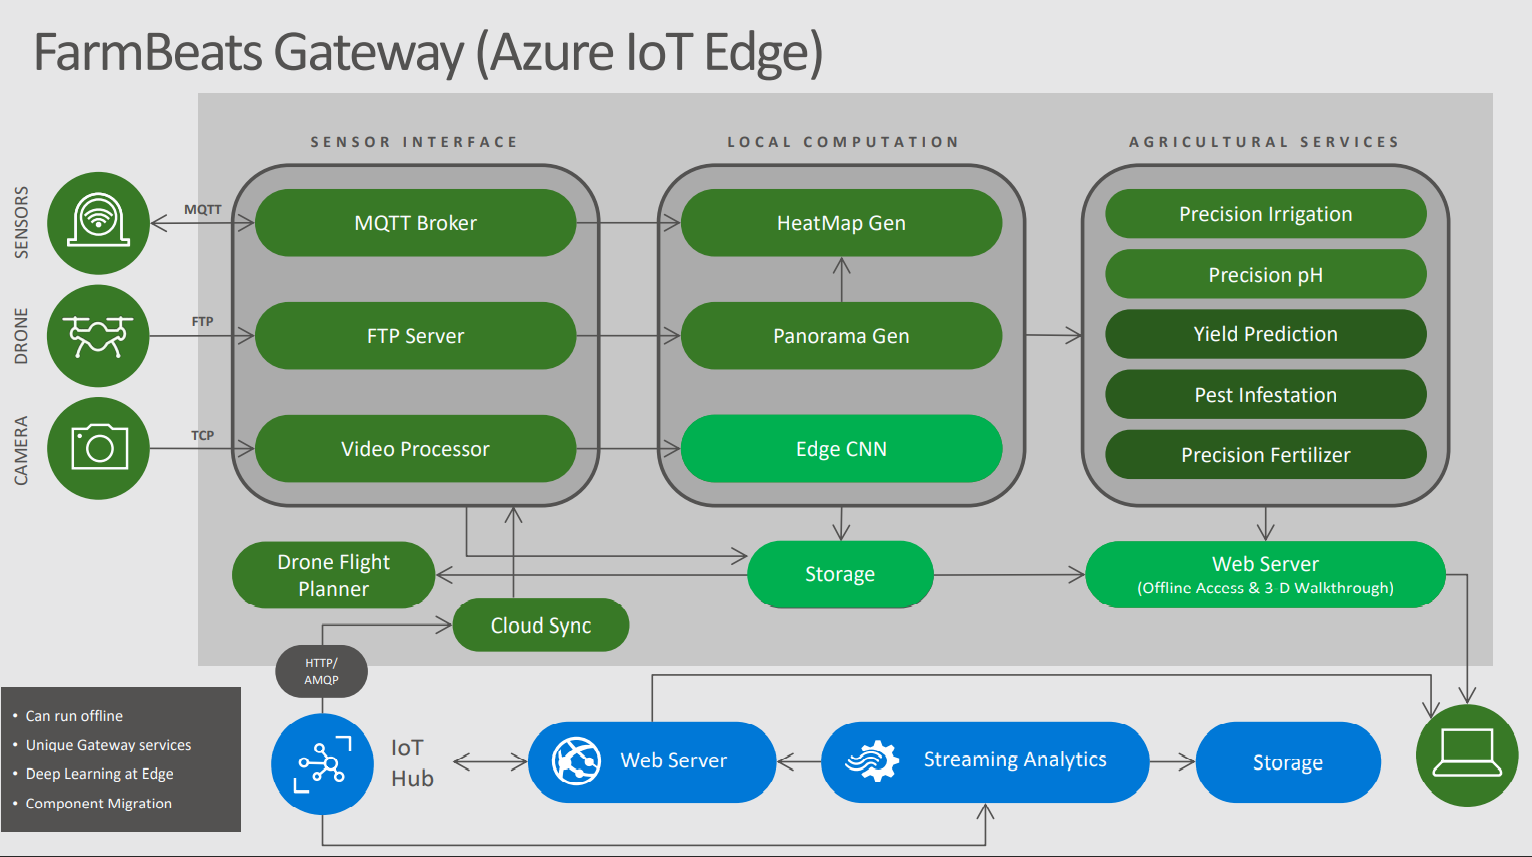 FarmBeats Gateway (Azure IoT Edge)
SENSOR INTERFACE
LOCAL COMPUTATION
AGRICULTURAL SERVICES
SENSORS
MQTT
MQTT Broker
HeatMap Gen
Precision Irrigation
Precision pH
DRONE
FTP
FTP Server
Panorama Gen
Yield Prediction
Pest Infestation
CAMERA
TCP
Video Processor
Edge CNN
Precision Fertilizer
Drone Flight
Planner
Storage
Web Server
(Offline Access & 3-D Walkthrough)
Cloud Sync
HTTP/
AMQP
• Can run offline
• Unique Gateway services
• Deep Learning at Edge
• Component Migration
IoT
Hub
Web Server
Streaming Analytics
Storage